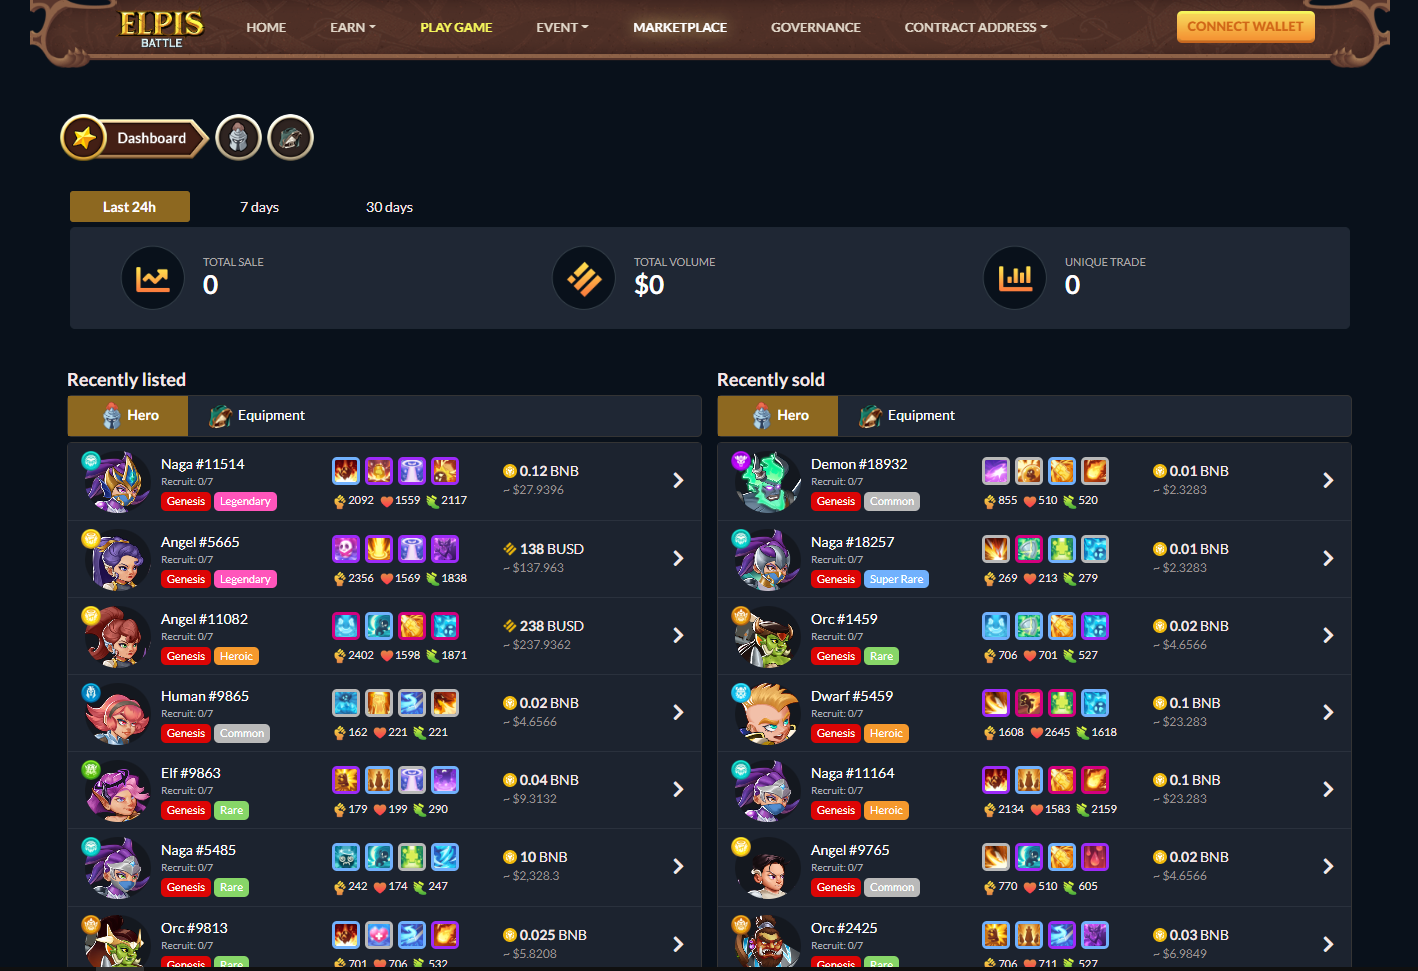 ELPIS
BATTLE
HOME EARN PLAY GAME EVENT MARKETPLACE GOVERNANCE CONTRACT ADDRESS CONNECT WALLET
Dashboard
Last 24h 7 days 30 days
TOTAL SALE
0
TOTAL VOLUME
$0
UNIQUE TRADE
0
Recently listed
Hero Equipment
Naga #11514
Recruit: 0/7
Genesis Legendary
2092 1559 2117
0.12 BNB
~ $27.9396
Angel #5665
Recruit: 0/7
Genesis Legendary
2356 1569 1838
138 BUSD
~ $137.963
Angel #11082
Recruit: 0/7
Genesis Heroic
2402 1598 1871
238 BUSD
~ $237.9362
Human #9865
Recruit: 0/7
Genesis Common
162 221 221
0.02 BNB
~ $4.6566
Elf #9863
Recruit: 0/7
Genesis Rare
179 199 290
0.04 BNB
~ $9.3132
Naga #5485
Recruit: 0/7
Genesis Rare
242 174 247
10 BNB
~ $2,328.3
Orc #9813
Recruit: 0/7
Genesis Rare
701 706 532
0.025 BNB
~ $5.8208
Recently sold
Hero Equipment
Demon #18932
Recruit: 0/7
Genesis Common
855 510 520
0.01 BNB
~ $2.3283
Naga #18257
Recruit: 0/7
Genesis Super Rare
269 213 279
0.01 BNB
~ $2.3283
Orc #1459
Recruit: 0/7
Genesis Rare
706 701 527
0.02 BNB
~ $4.6566
Dwarf #5459
Recruit: 0/7
Genesis Heroic
1608 2645 1618
0.1 BNB
~ $23.283
Naga #11164
Recruit: 0/7
Genesis Heroic
2134 1583 2159
0.1 BNB
~ $23.283
Angel #9765
Recruit: 0/7
Genesis Common
770 510 605
0.02 BNB
~ $4.6566
Orc #2425
Recruit: 0/7
Genesis Rare
706 711 527
0.03 BNB
~ $6.9849